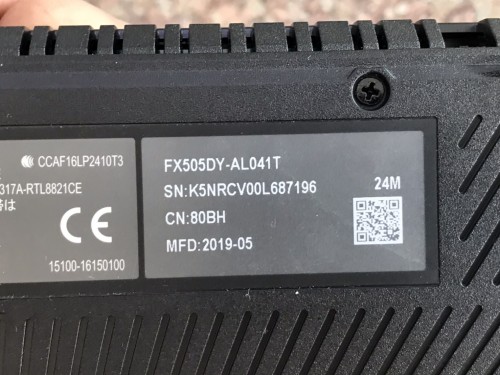 CCAF16LP2410T3
317A-RTL8821CE
CE
15100-16150100
FX505DY-AL041T
SN:K5NRCV00L687196
24M
CN:80BH
MFD:2019-05